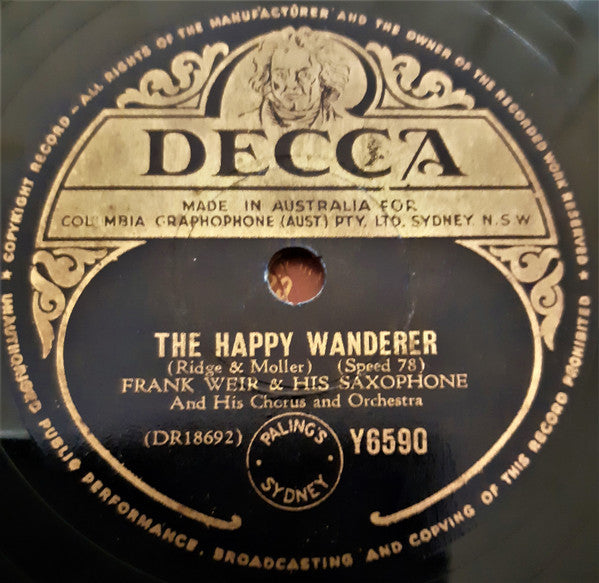 ★ COPYRIGHT RECORD - ALL RIGHTS OF THE MANUFACTURER AND THE OWNER OF THE RECORDED WORK RESERVED ★
DECCA
MADE IN AUSTRALIA FOR
COLUMBIA GRAPHOPHONE (AUST) PTY. LTD. SYDNEY. N.S.W
THE HAPPY WANDERER
(Ridge & Moller) (Speed 78)
FRANK WEIR & HIS SAXOPHONE
And His Chorus and Orchestra
(DR18692)
PALING'S
SYDNEY
Y6590
UNAUTHORISED PUBLIC PERFORMANCE, BROADCASTING AND COPYING OF THIS RECORD PROHIBITED